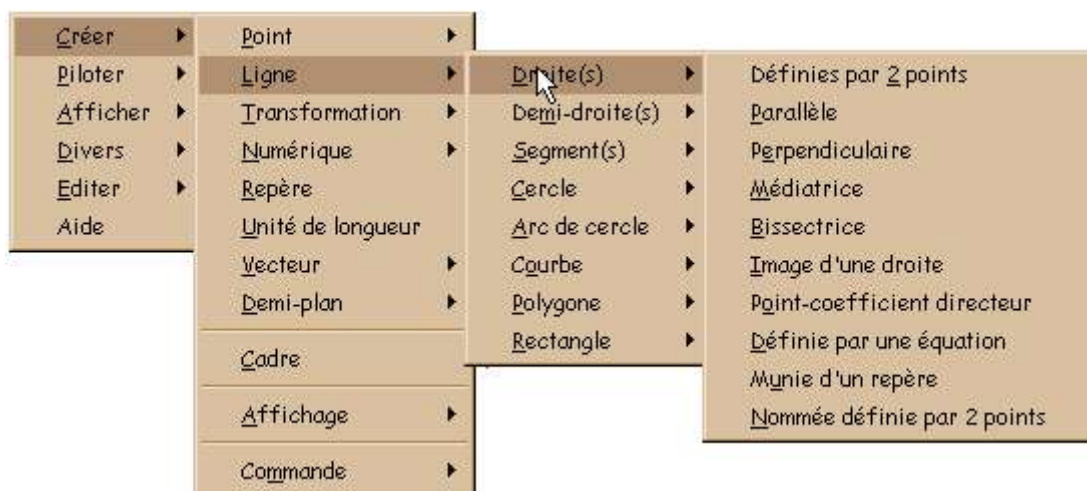 Créer
Piloter
Afficher
Divers
Editer
Aide
Point
Ligne
Transformation
Numérique
Repère
Unité de longueur
Vecteur
Demi-plan
Cadre
Affichage
Commande
Droite(s)
Demi-droite(s)
Segment(s)
Cercle
Arc de cercle
Courbe
Polygone
Rectangle
Définies par 2 points
Parallèle
Perpendiculaire
Médiatrice
Bissectrice
Image d'une droite
Point-coefficient directeur
Définie par une équation
Munie d'un repère
Nommée définie par 2 points